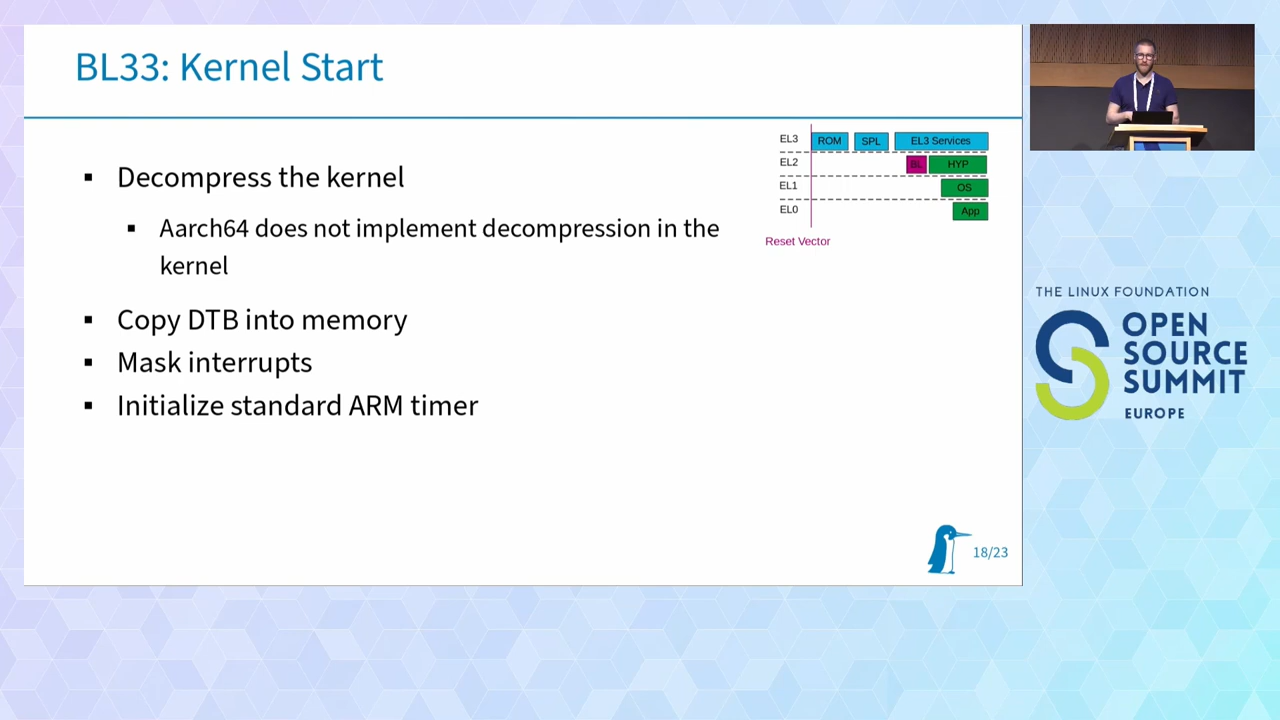 BL33: Kernel Start
▪ Decompress the kernel
▪ Aarch64 does not implement decompression in the
kernel
▪ Copy DTB into memory
▪ Mask interrupts
▪ Initialize standard ARM timer
EL3 ROM SPL EL3 Services
EL2 BL HYP
EL1 OS
EL0 App
Reset Vector
18/23
THE LINUX FOUNDATION
OPEN
SOURCE
SUMMIT
EUROPE